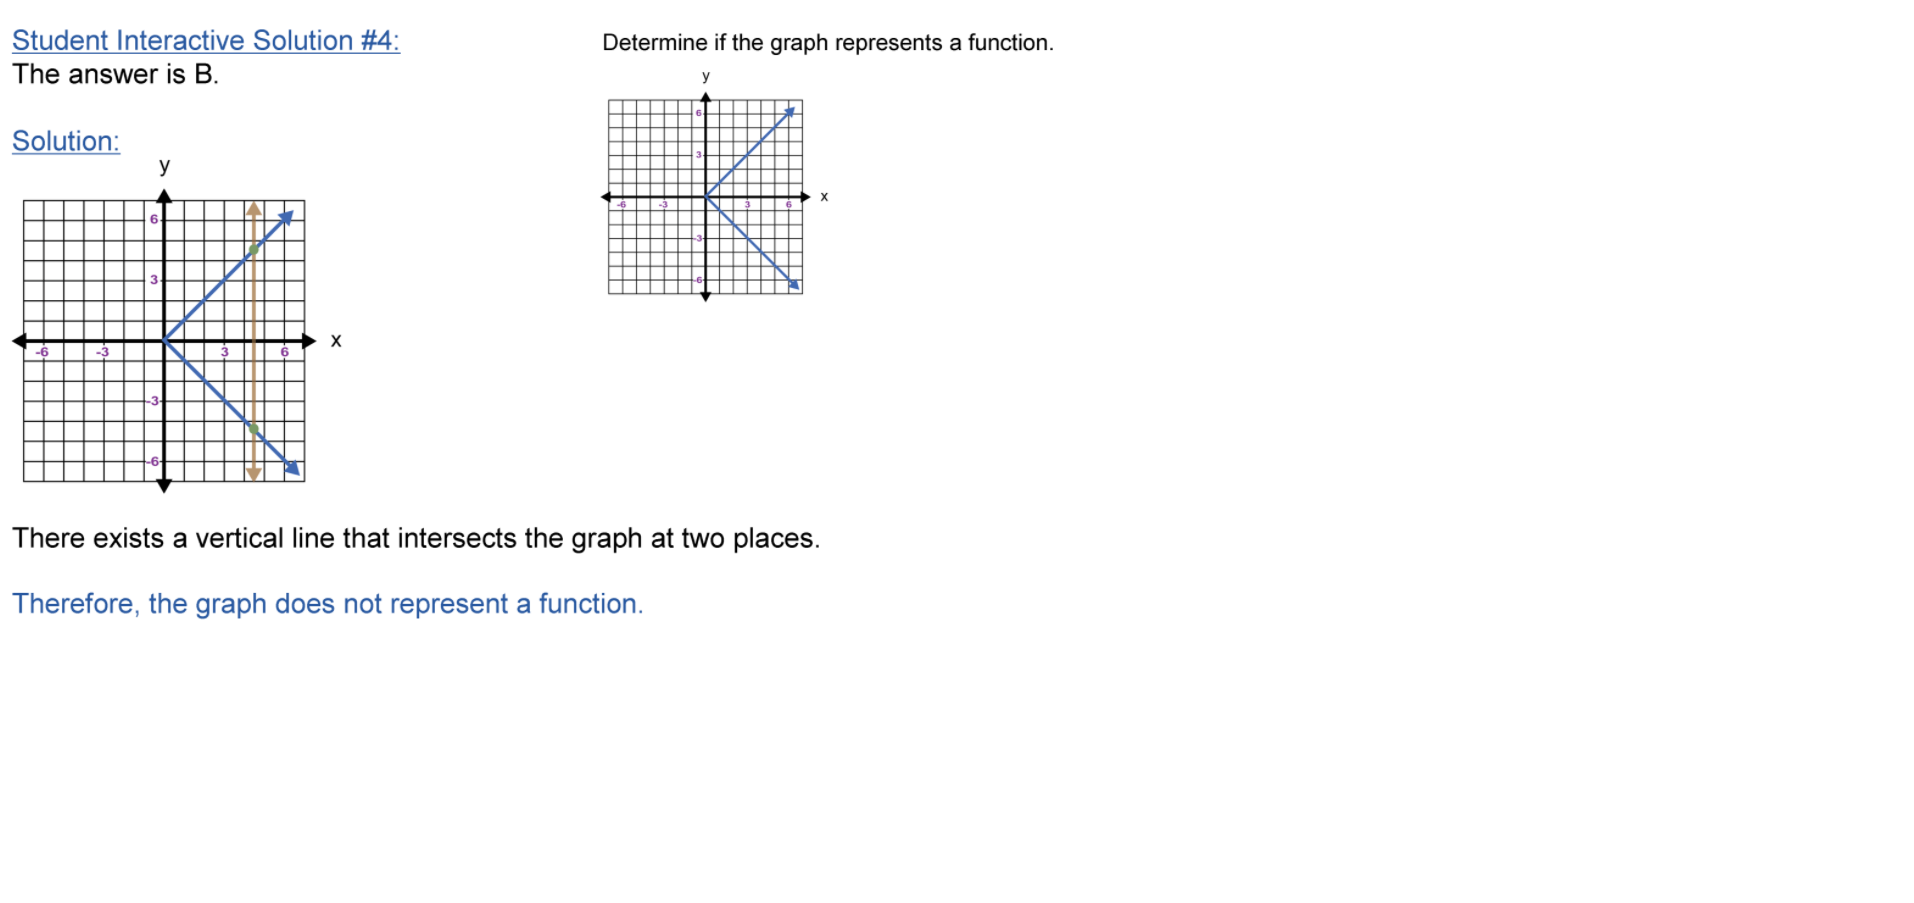 Student Interactive Solution #4:
The answer is B.
Solution:
y
6
3
-6
-3
3
6
x
-3
-6
There exists a vertical line that intersects the graph at two places.
Therefore, the graph does not represent a function.
Determine if the graph represents a function.
y
6
3
x
-6
-3
3
6
-3
-6